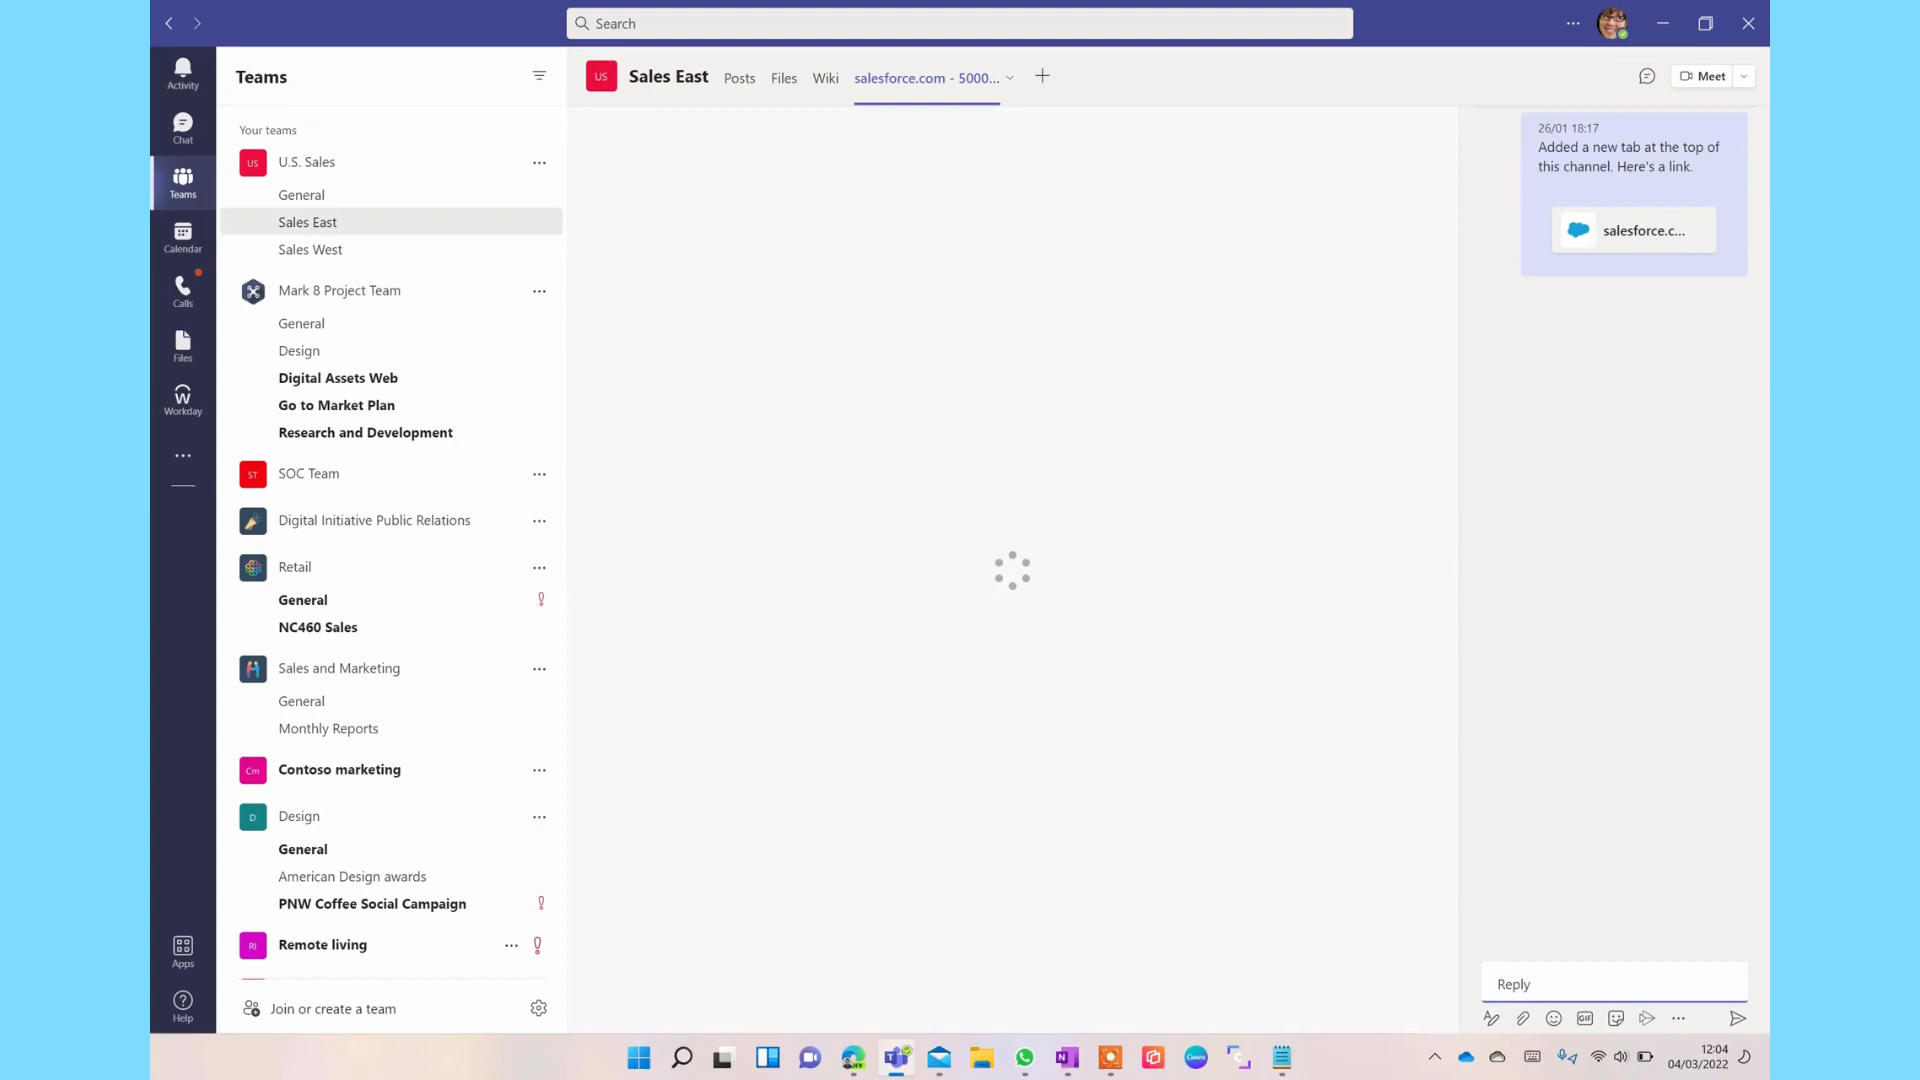 Search
Activity
Chat
Teams
Calendar
Calls
Files
Workday
Apps
Help
Teams
Your teams
US
U.S. Sales
General
Sales East
Sales West
Mark 8 Project Team
General
Design
Digital Assets Web
Go to Market Plan
Research and Development
ST
SOC Team
Digital Initiative Public Relations
Retail
General
NC460 Sales
Sales and Marketing
General
Monthly Reports
Cm
Contoso marketing
D
Design
General
American Design awards
PNW Coffee Social Campaign
Rl
Remote living
Join or create a team
US
Sales East
Posts
Files
Wiki
salesforce.com - 5000...
Meet
26/01 18:17
Added a new tab at the top of
this channel. Here's a link.
salesforce.c...
Reply
GIF
Canva
12:04
04/03/2022